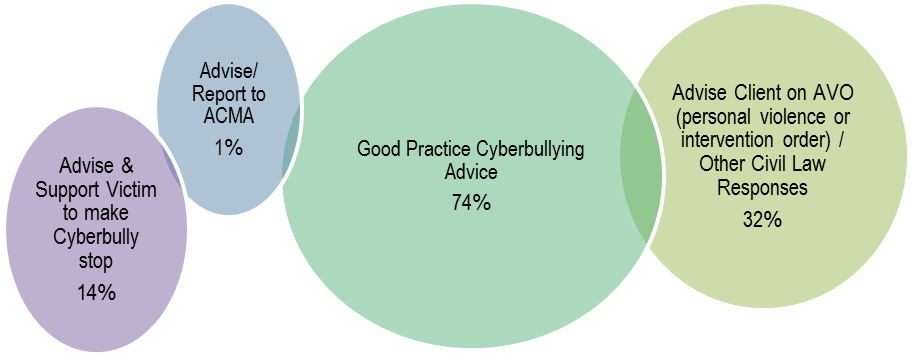 Advise &
Support Victim
to make
Cyberbully
stop
14%
Advise/
Report to
ACMA
1%
Good Practice Cyberbullying
Advice
74%
Advise Client on AVO
(personal violence or
intervention order) /
Other Civil Law
Responses
32%